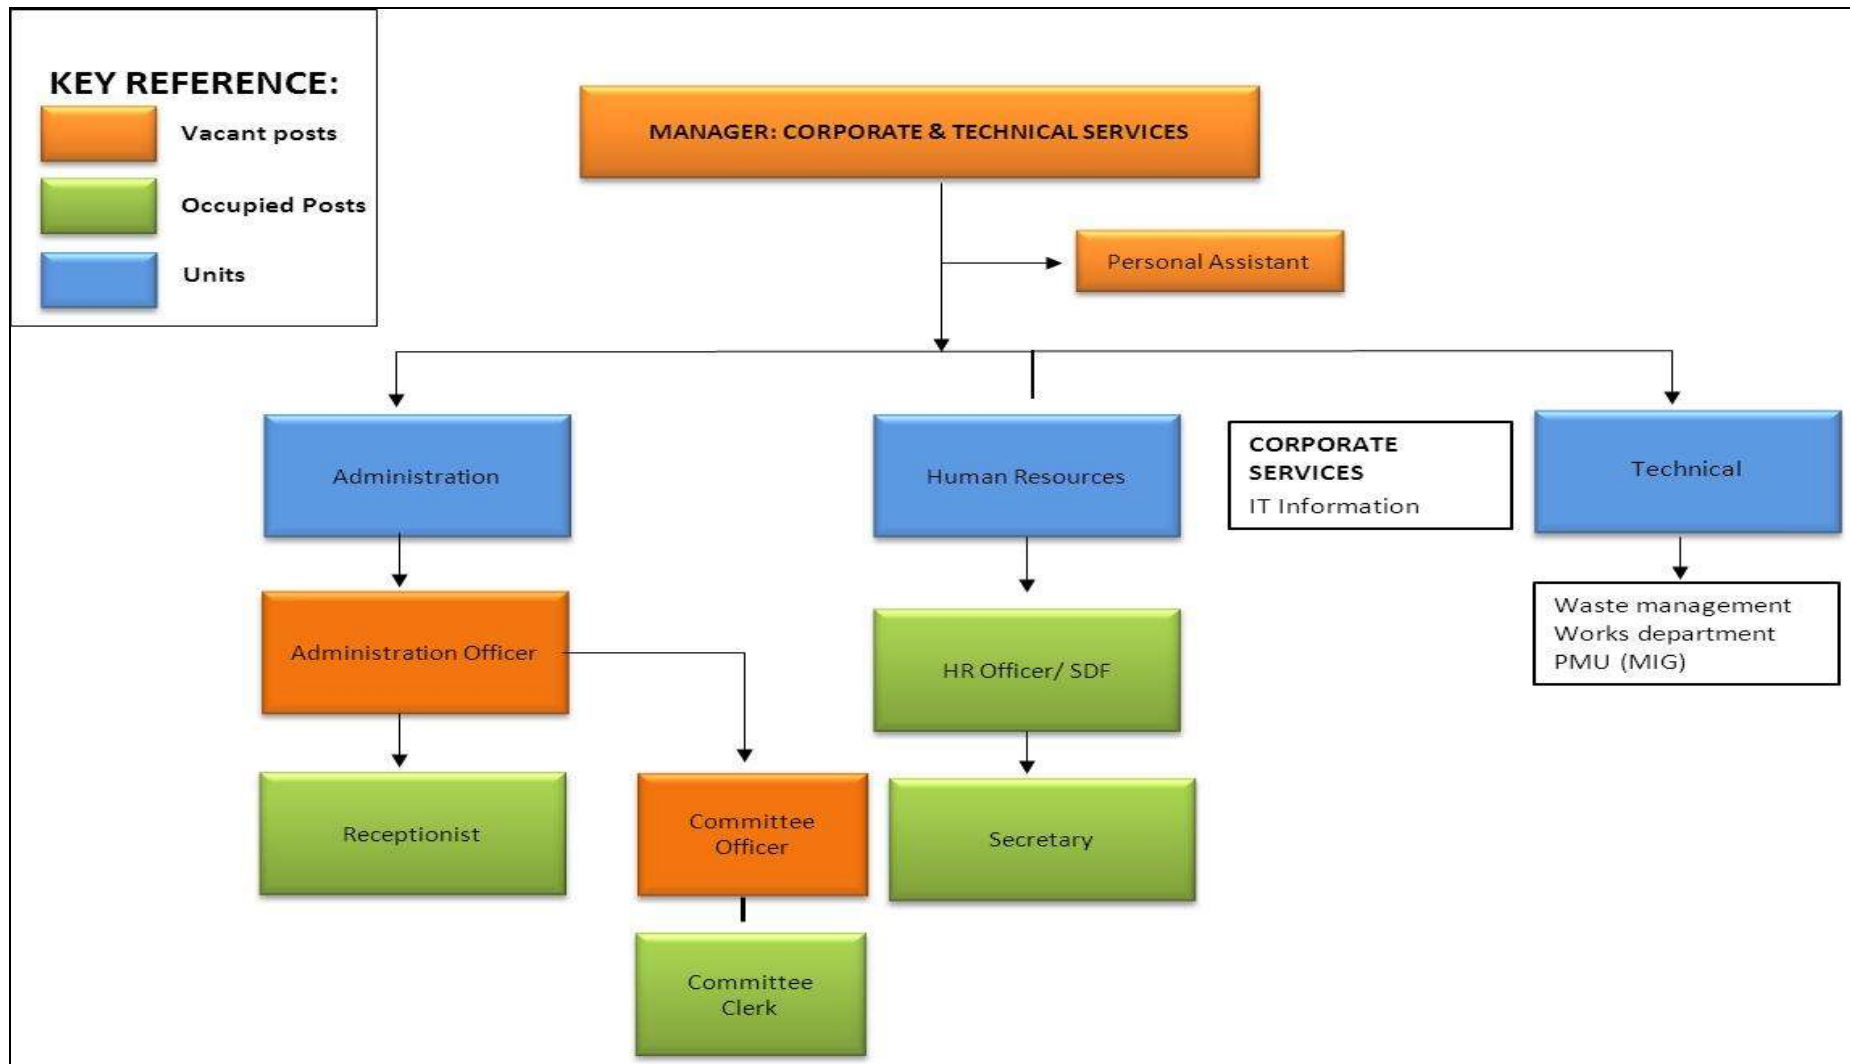 KEY REFERENCE:
Vacant posts
Occupied Posts
Units
MANAGER: CORPORATE & TECHNICAL SERVICES
Personal Assistant
Administration
Human Resources
CORPORATE
SERVICES
IT Information
Technical
Administration Officer
HR Officer/ SDF
Waste management
Works department
PMU (MIG)
Receptionist
Committee
Officer
Secretary
Committee
Clerk